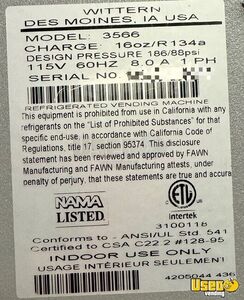 WITTERN
DES MOINES, IA USA
MODEL: 3566
CHARGE: 16oz/R134a
DESIGN PRESSURE 186/88psi
115V 60HZ 8.0 A 1 PH
SERIAL NO
REFRIGERATED VENDING MACHINE
This equipment is prohibited from use in California with any
refrigerants on the "List of Prohibited Substances" for that
specific end-use, in accordance with California Code of
Regulations, title 17, section 95374. This disclosure
statement has been reviewed and approved by FAWN
Manufacturing and FAWN Manufacturing attests, under
penalty of perjury, that these statements are true and accurate.
NAMA
LISTED
ETL
Intertek
3100118
Conforms to - ANSI/UL Std. 541
Certified to CSA C22.2 #128-95
INDOOR USE ONLY
USAGE INTÉRIEUR SEULEMENT
4205044 436
UsedVending.com